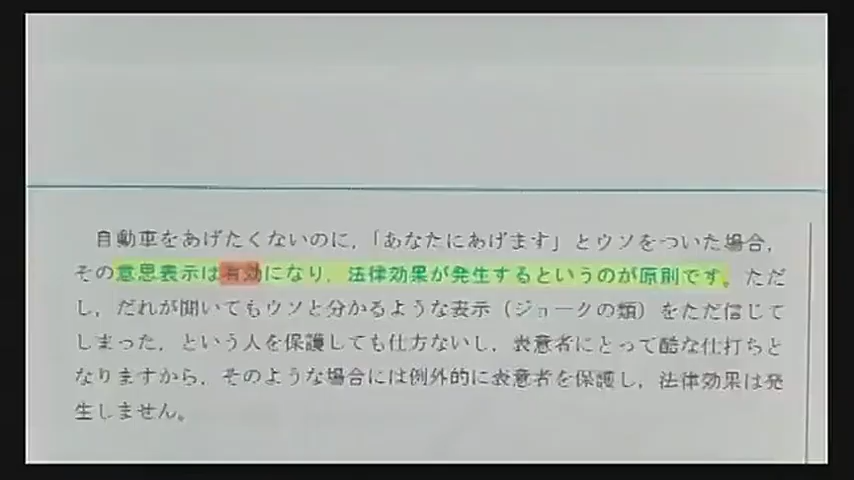 自動車をあげたくないのに，「あなたにあげます」とウソをついた場合，
その意思表示は有効になり，法律効果が発生するというのが原則です。ただ
し，だれが聞いてもウソと分かるような表示（ジョークの類）をただ信じて
しまった，という人を保護しても仕方ないし，表意者にとって酷な仕打ちと
なりますから，そのような場合には例外的に表意者を保護し，法律効果は発
生しません。